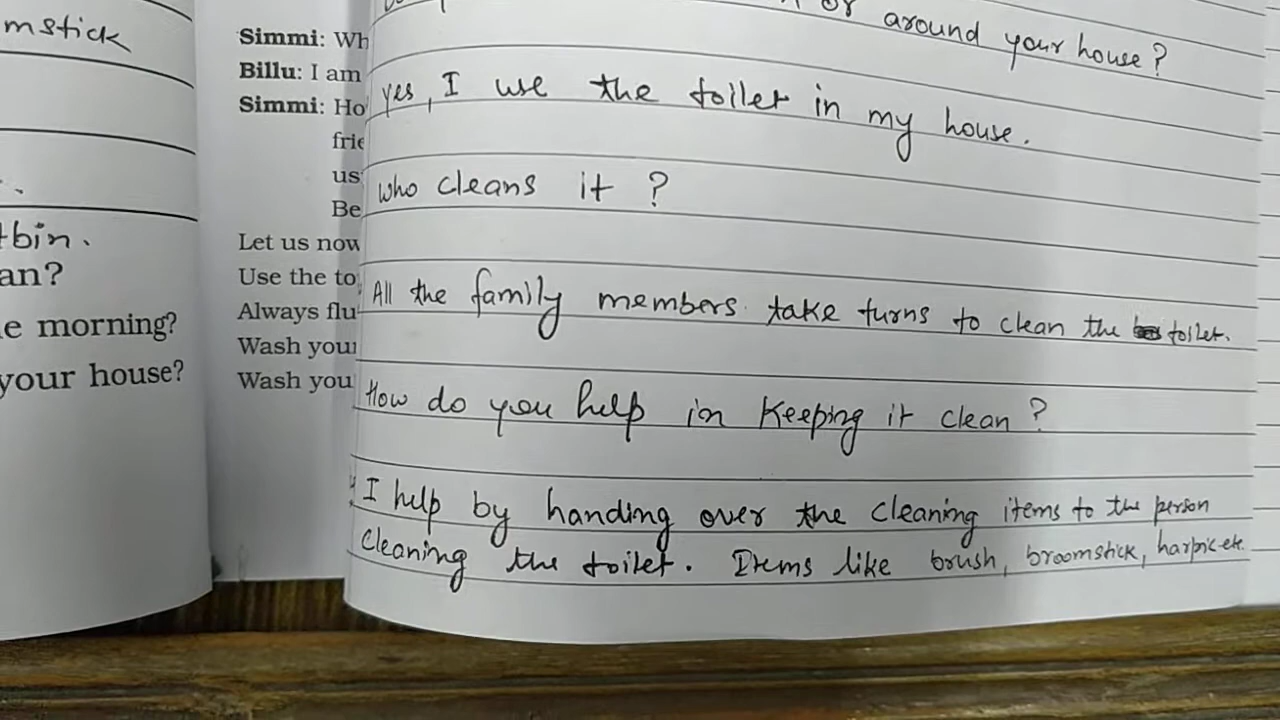 mstick
bin.
an?
e morning?
your house?
Simmi: Wh
Billu: I am
Simmi: Ho
frie
us
Be
Let us now
Use the to
Always flu
Wash your
Wash you
or around your house?
yes, I use the toilet in my house.
who cleans it ?
All the family members take turns to clean the toilet.
How do you help in Keeping it clean ?
I help by handing over the cleaning items to the person
cleaning the toilet. Items like brush, broomstick, harpic etc.